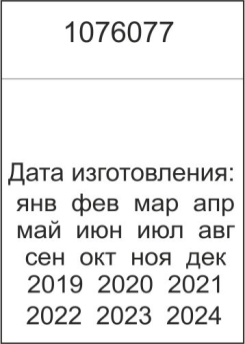 1076077
Дата изготовления:
янв фев мар апр
май июн июл авг
сен окт ноя дек
2019 2020 2021
2022 2023 2024